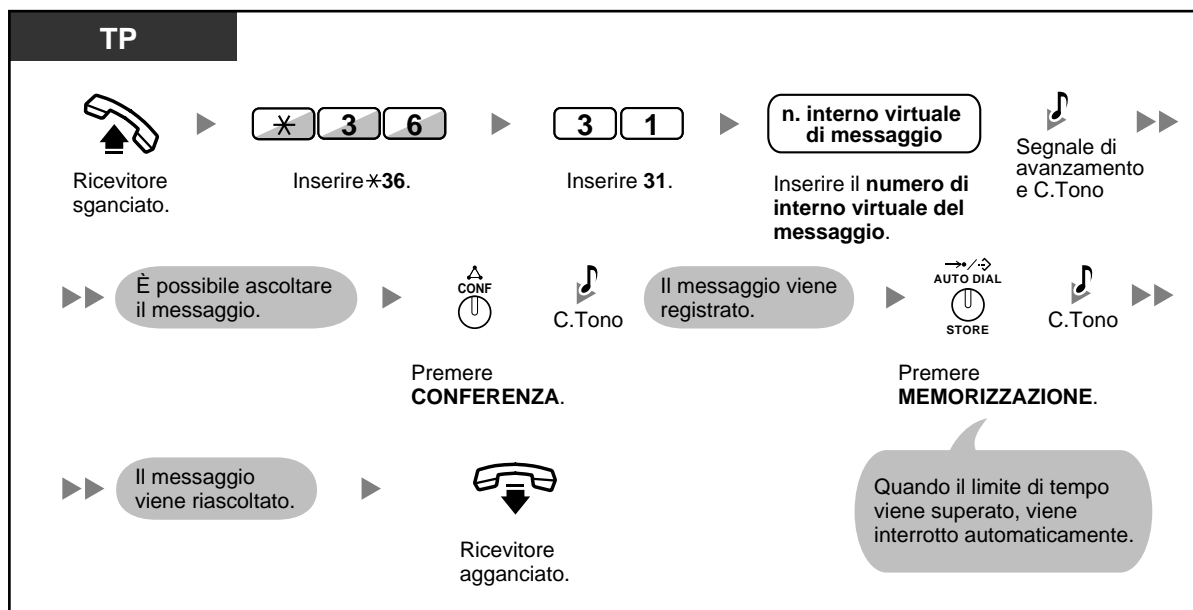 TP
✳ 3 6
3 1
n. interno virtuale
di messaggio
Ricevitore
sganciato.
Inserire ✳36.
Inserire 31.
Inserire il numero di
interno virtuale del
messaggio.
Segnale di
avanzamento
e C.Tono
È possibile ascoltare
il messaggio.
CONF
C.Tono
Il messaggio viene
registrato.
AUTO DIAL
STORE
C.Tono
Premere
CONFERENZA.
Premere
MEMORIZZAZIONE.
Il messaggio
viene riascoltato.
Ricevitore
agganciato.
Quando il limite di tempo
viene superato, viene
interrotto automaticamente.